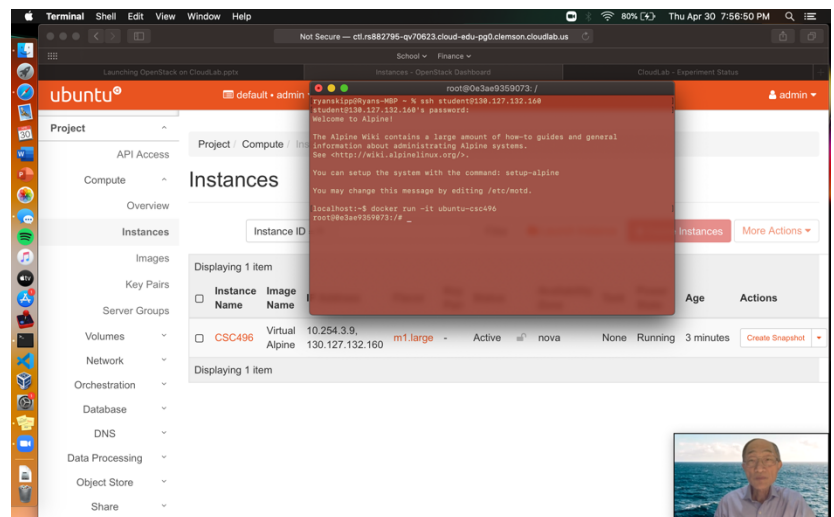 Terminal Shell Edit View Window Help 80% Thu Apr 30 7:56:50 PM
Not Secure — ctl.rs882795-qv70623.cloud-edu-pg0.clemson.cloudlab.us
School Finance
Launching OpenStack on CloudLab.pptx Instances - OpenStack Dashboard CloudLab - Experiment Status
ubuntu® default • admin admin
root@0e3ae9359073: /
ryanskipp@Ryans-MBP ~ % ssh student@130.127.132.160
student@130.127.132.160's password:
Welcome to Alpine!
The Alpine Wiki contains a large amount of how-to guides and general
information about administrating Alpine systems.
See <http://wiki.alpinelinux.org/>.
You can setup the system with the command: setup-alpine
You may change this message by editing /etc/motd.
localhost:~$ docker run -it ubuntu-csc496
root@0e3ae9359073:/# _
Project
API Access
Compute
Overview
Instances
Images
Key Pairs
Server Groups
Volumes
Network
Orchestration
Database
DNS
Data Processing
Object Store
Share
Project / Compute /
Instances
Instance ID Instances More Actions
Displaying 1 item
Instance Name Image Name Age Actions
CSC496 Virtual Alpine 10.254.3.9, 130.127.132.160 m1.large - Active nova None Running 3 minutes Create Snapshot
Displaying 1 item
30
tv